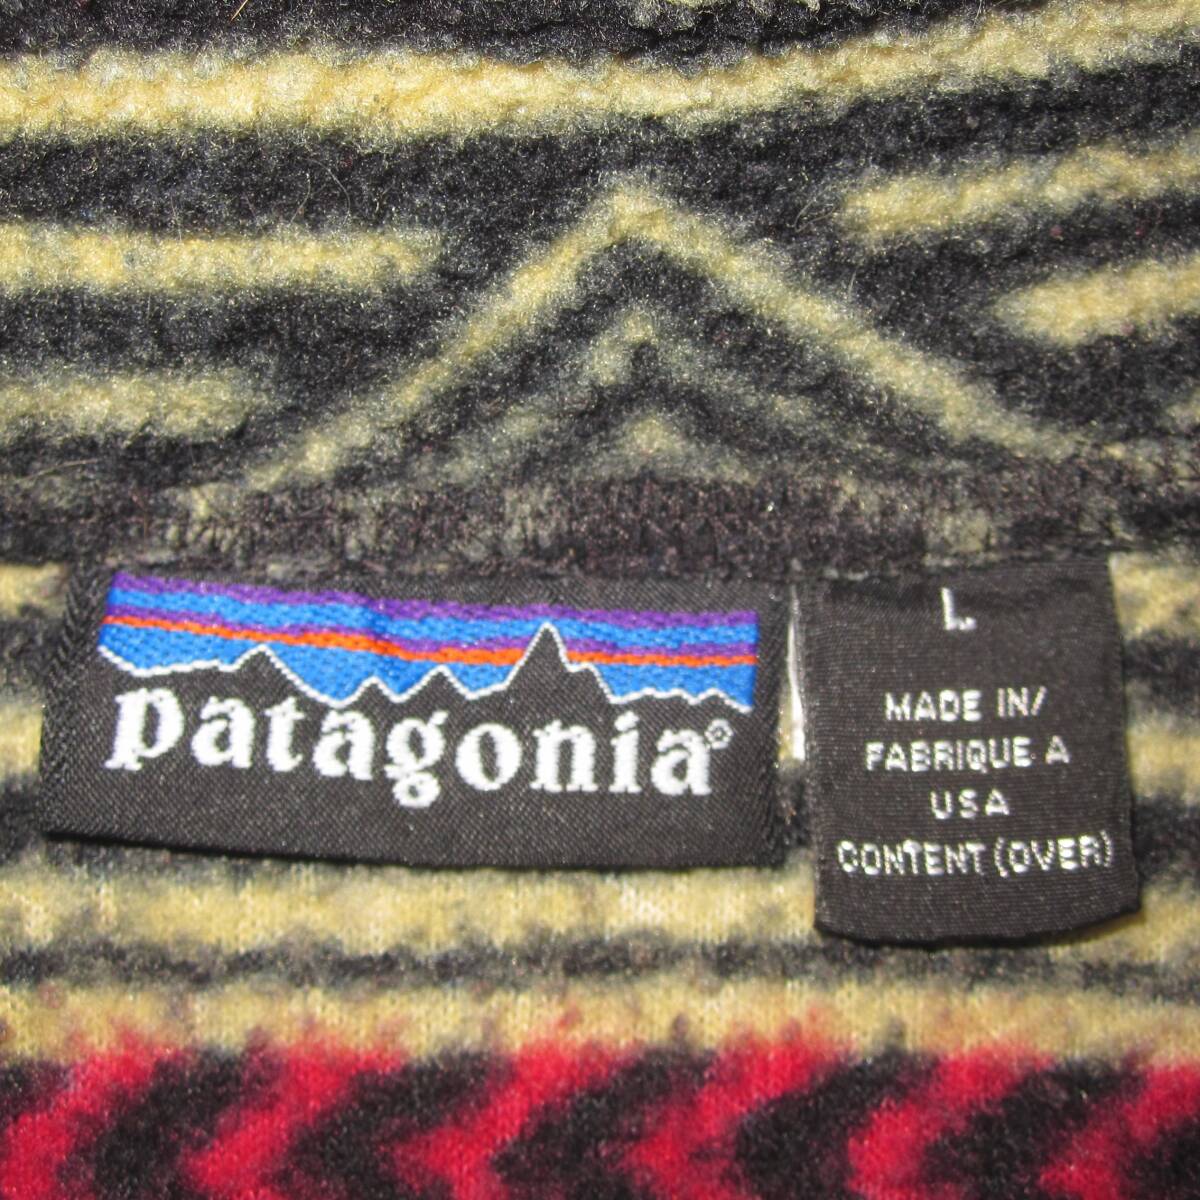 patagonia®
L
MADE IN/
FABRIQUE A
USA
CONTENT (OVER)